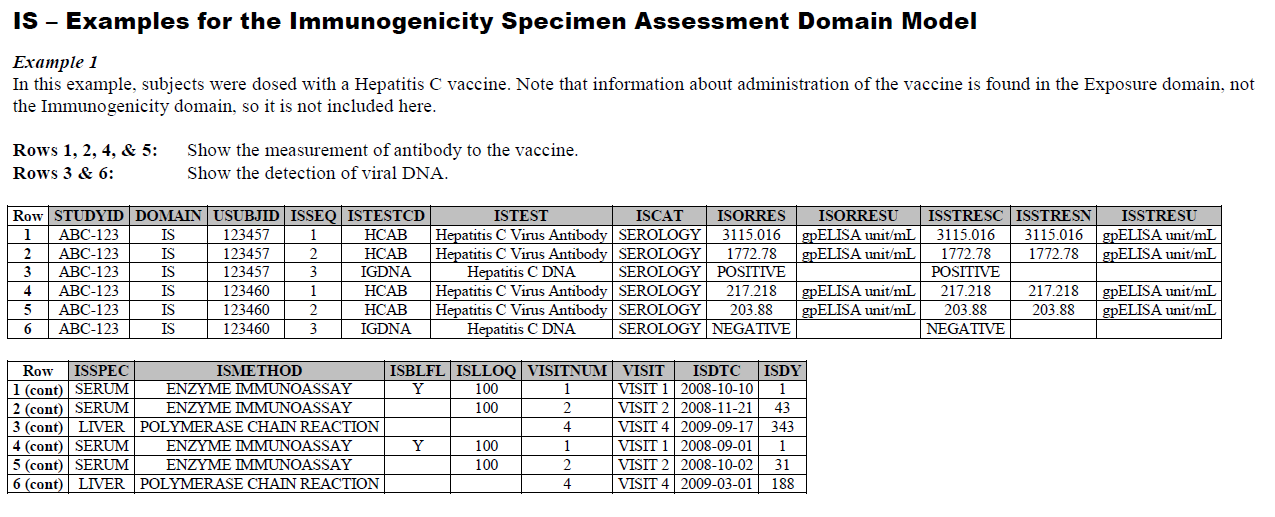 IS – Examples for the Immunogenicity Specimen Assessment Domain Model
Example 1
In this example, subjects were dosed with a Hepatitis C vaccine. Note that information about administration of the vaccine is found in the Exposure domain, not
the Immunogenicity domain, so it is not included here.
Rows 1, 2, 4, & 5: Show the measurement of antibody to the vaccine.
Rows 3 & 6: Show the detection of viral DNA.
Row STUDYID DOMAIN USUBJID ISSEQ ISTESTCD ISTEST ISCAT ISORRES ISORRESU ISSTRESC ISSTRESN ISSTRESU
1 ABC-123 IS 123457 1 HCAB Hepatitis C Virus Antibody SEROLOGY 3115.016 gpELISA unit/mL 3115.016 3115.016 gpELISA unit/mL
2 ABC-123 IS 123457 2 HCAB Hepatitis C Virus Antibody SEROLOGY 1772.78 gpELISA unit/mL 1772.78 1772.78 gpELISA unit/mL
3 ABC-123 IS 123457 3 IGDNA Hepatitis C DNA SEROLOGY POSITIVE POSITIVE
4 ABC-123 IS 123460 1 HCAB Hepatitis C Virus Antibody SEROLOGY 217.218 gpELISA unit/mL 217.218 217.218 gpELISA unit/mL
5 ABC-123 IS 123460 2 HCAB Hepatitis C Virus Antibody SEROLOGY 203.88 gpELISA unit/mL 203.88 203.88 gpELISA unit/mL
6 ABC-123 IS 123460 3 IGDNA Hepatitis C DNA SEROLOGY NEGATIVE NEGATIVE
Row ISSPEC ISMETHOD ISBLFL ISLLOQ VISITNUM VISIT ISDTC ISDY
1 (cont) SERUM ENZYME IMMUNOASSAY Y 100 1 VISIT 1 2008-10-10 1
2 (cont) SERUM ENZYME IMMUNOASSAY 100 2 VISIT 2 2008-11-21 43
3 (cont) LIVER POLYMERASE CHAIN REACTION 4 VISIT 4 2009-09-17 343
4 (cont) SERUM ENZYME IMMUNOASSAY Y 100 1 VISIT 1 2008-09-01 1
5 (cont) SERUM ENZYME IMMUNOASSAY 100 2 VISIT 2 2008-10-02 31
6 (cont) LIVER POLYMERASE CHAIN REACTION 4 VISIT 4 2009-03-01 188